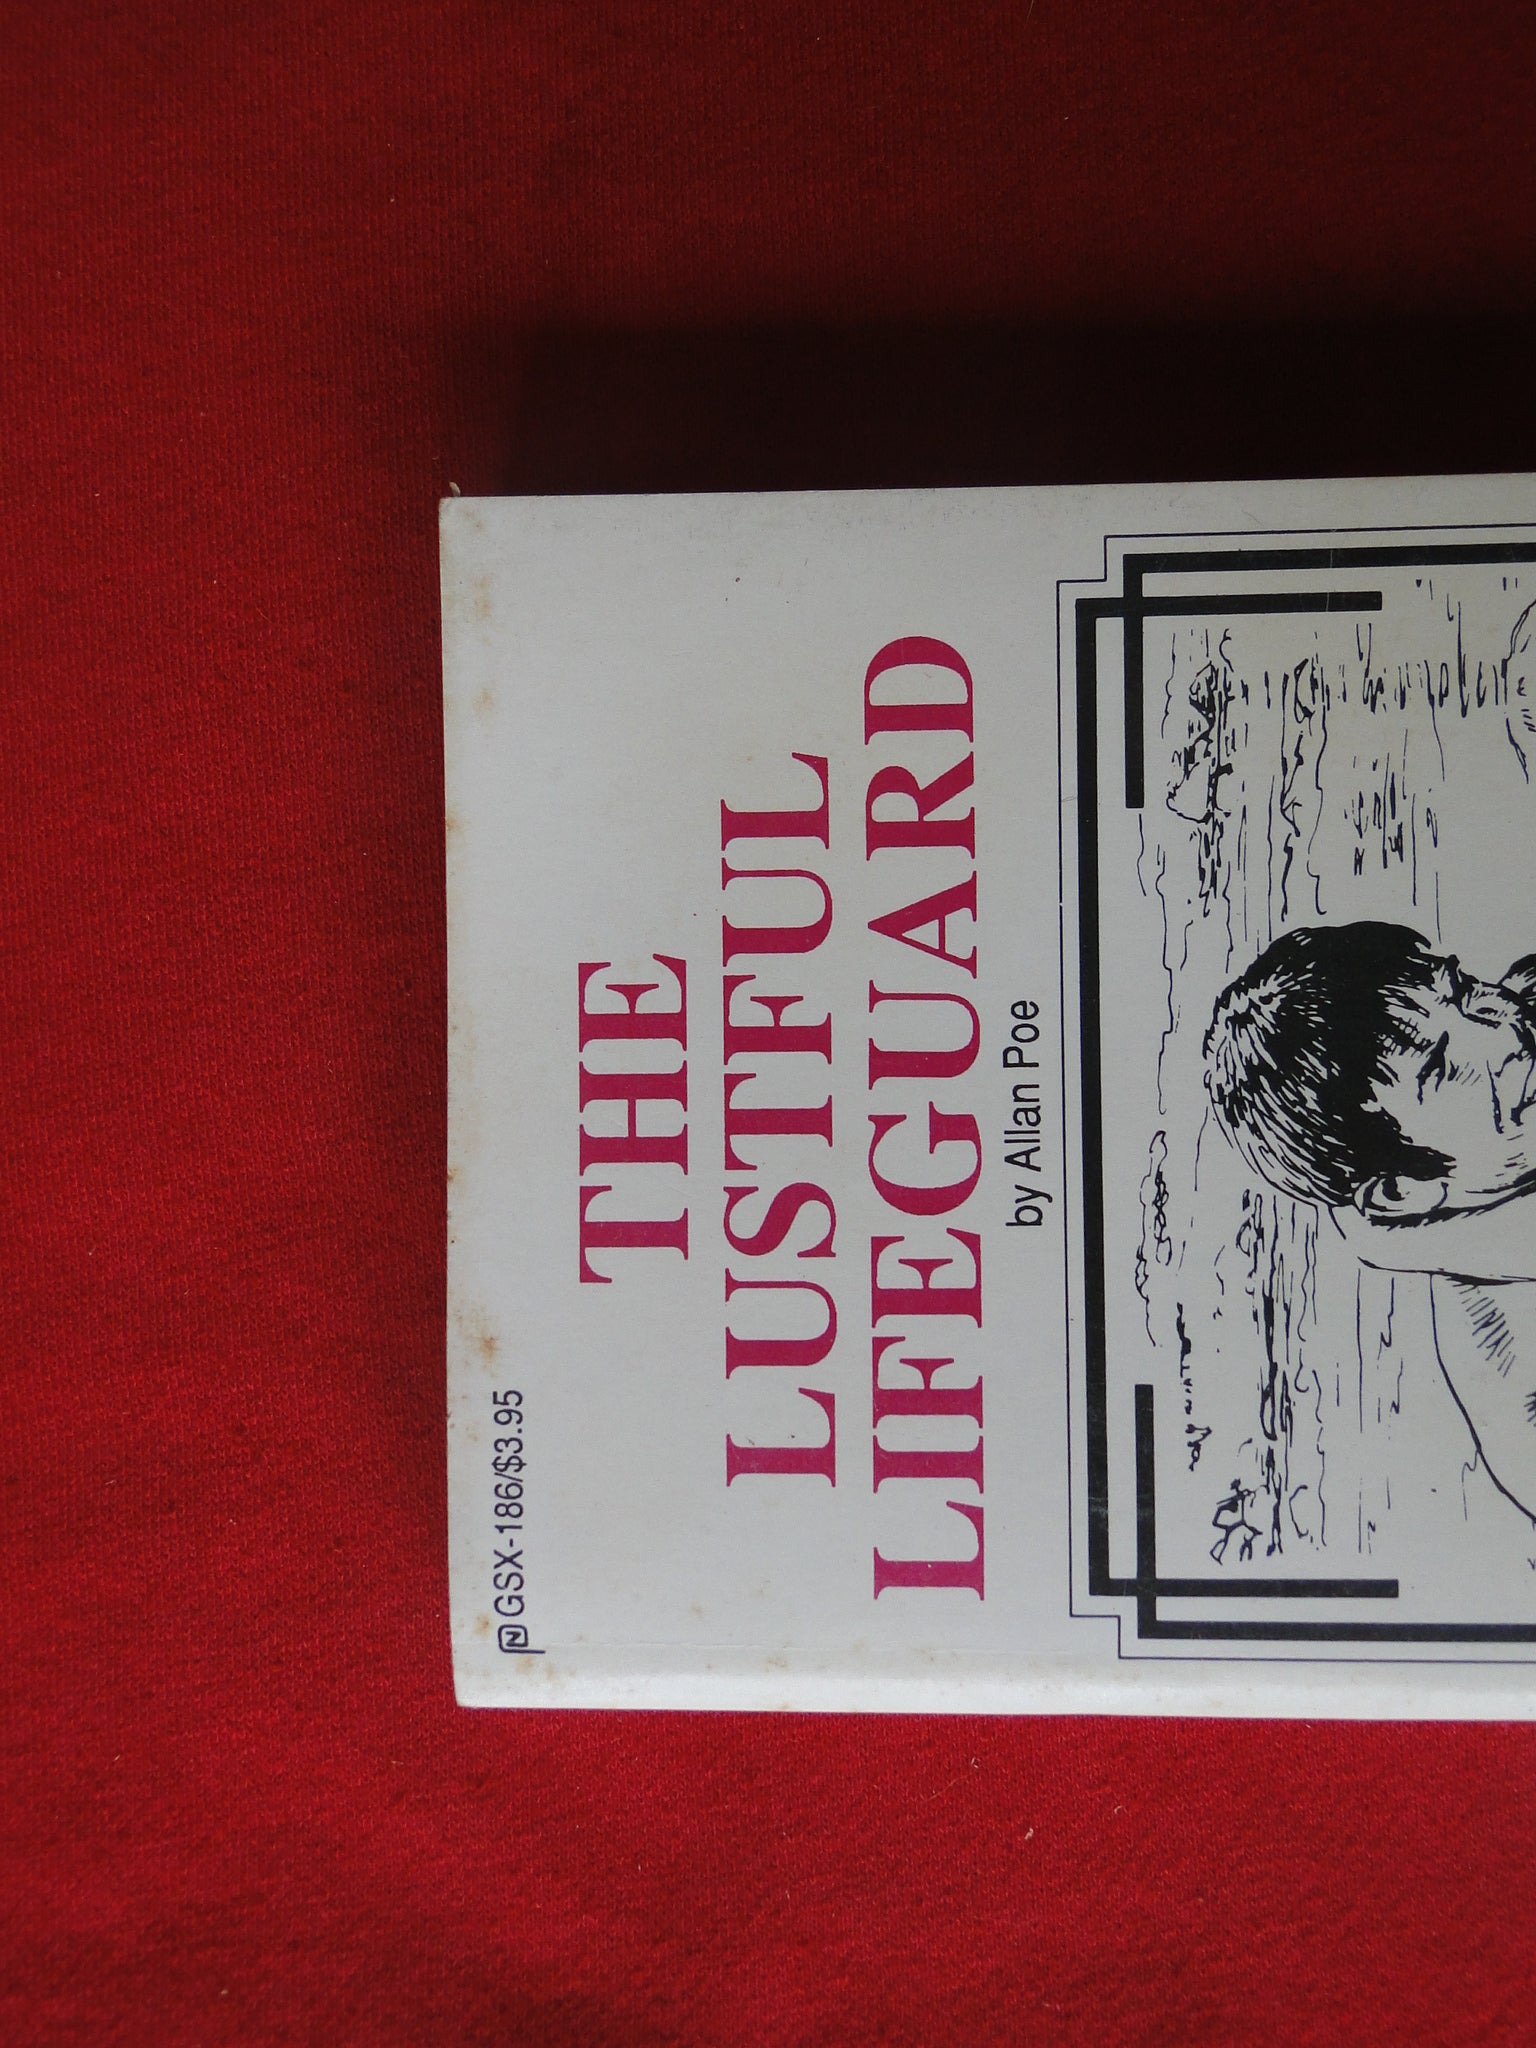 GSX-186/$3.95
THE
LUSTFUL
LIFEGUARD
by Allan Poe